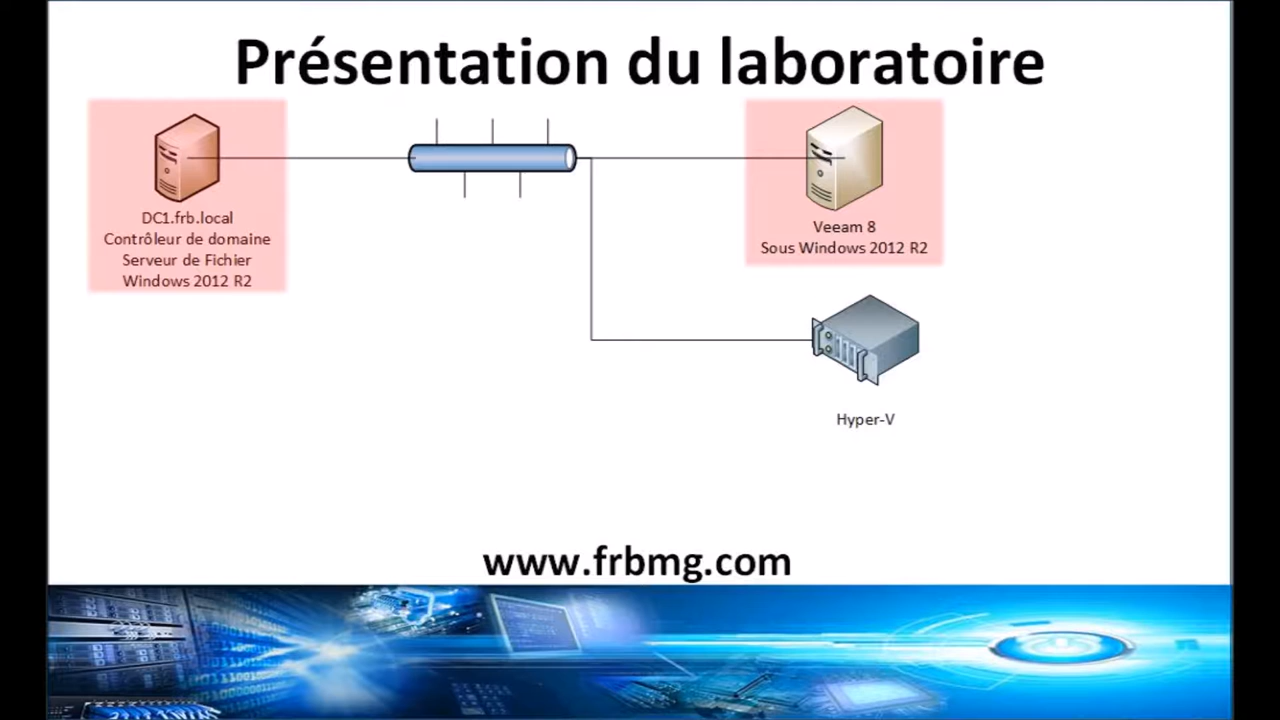 Présentation du laboratoire
DC1.frb.local
Contrôleur de domaine
Serveur de Fichier
Windows 2012 R2
Veeam 8
Sous Windows 2012 R2
Hyper-V
www.frbmg.com